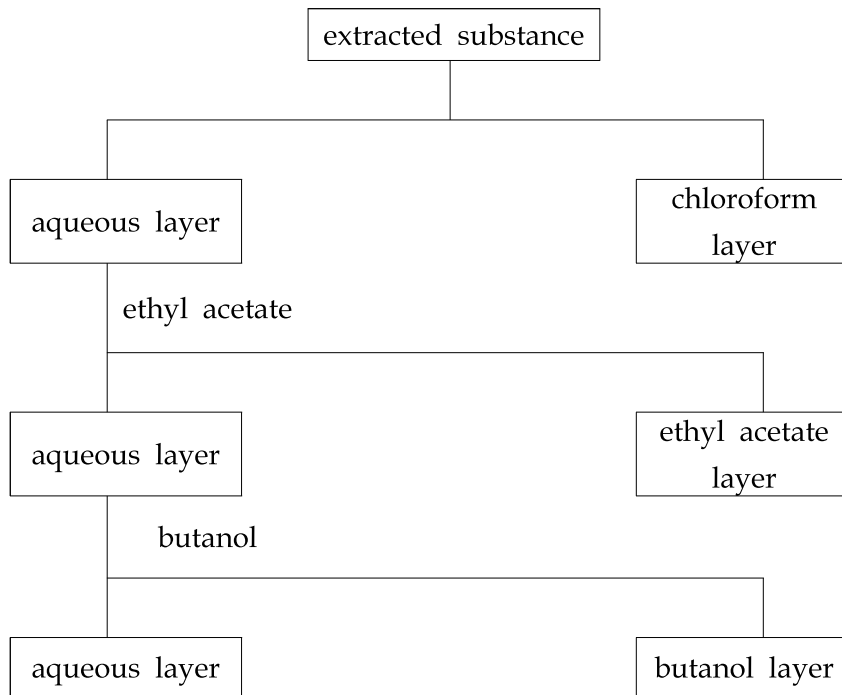 extracted substance
aqueous layer
chloroform
layer
ethyl acetate
aqueous layer
ethyl acetate
layer
butanol
aqueous layer
butanol layer